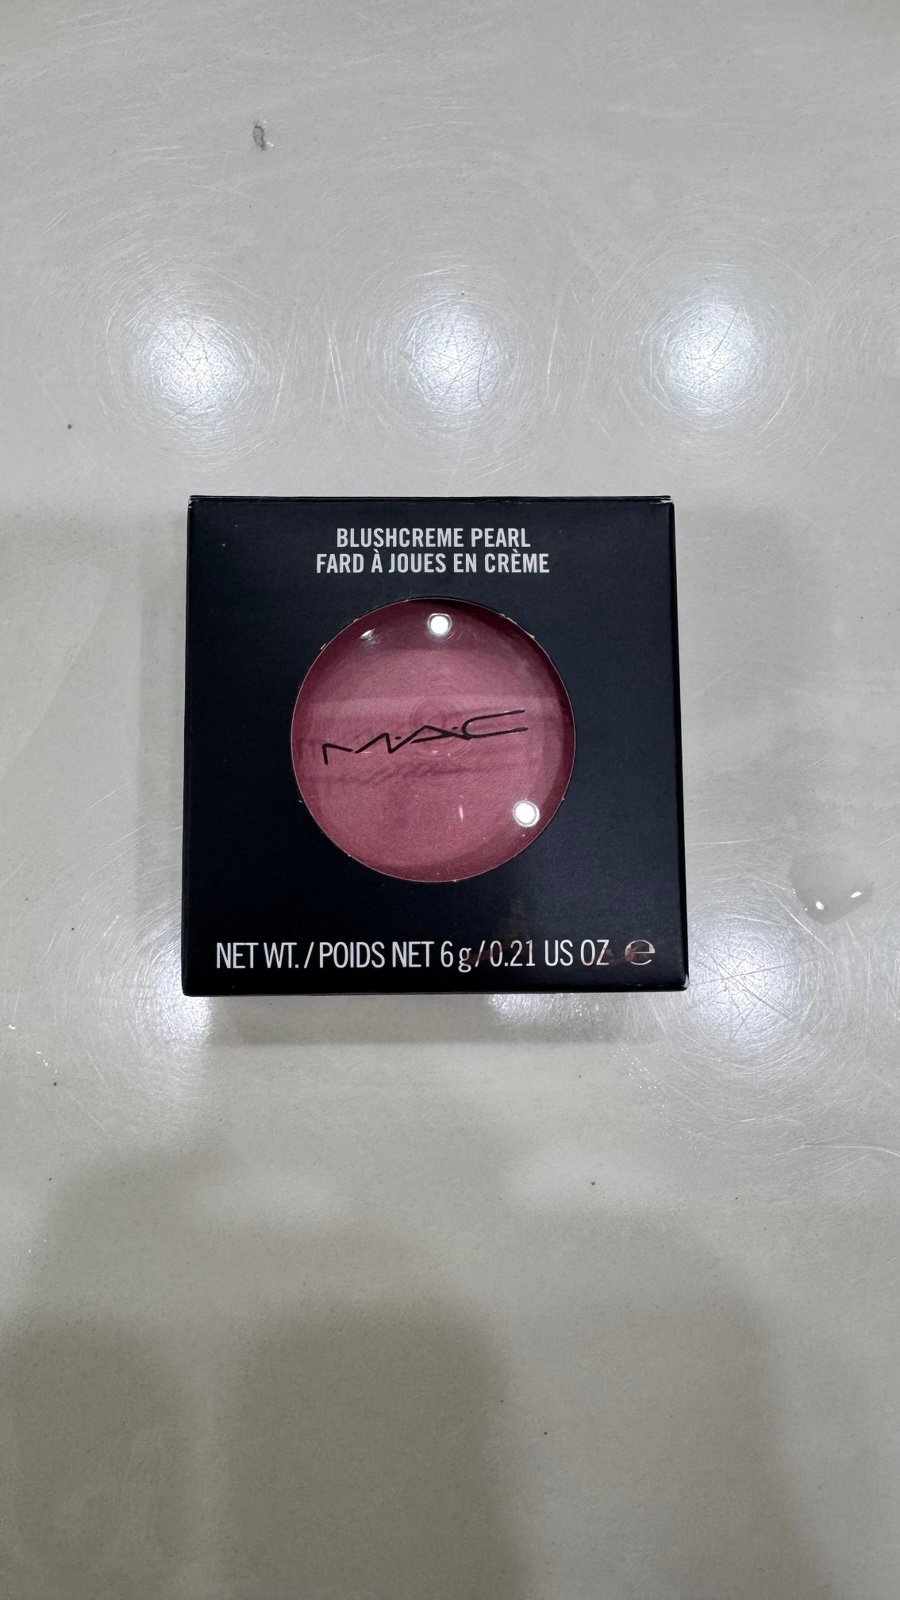 BLUSHCREME PEARL
FARD À JOUES EN CRÈME
M·A·C
NET WT. / POIDS NET 6 g / 0.21 US OZ ℮